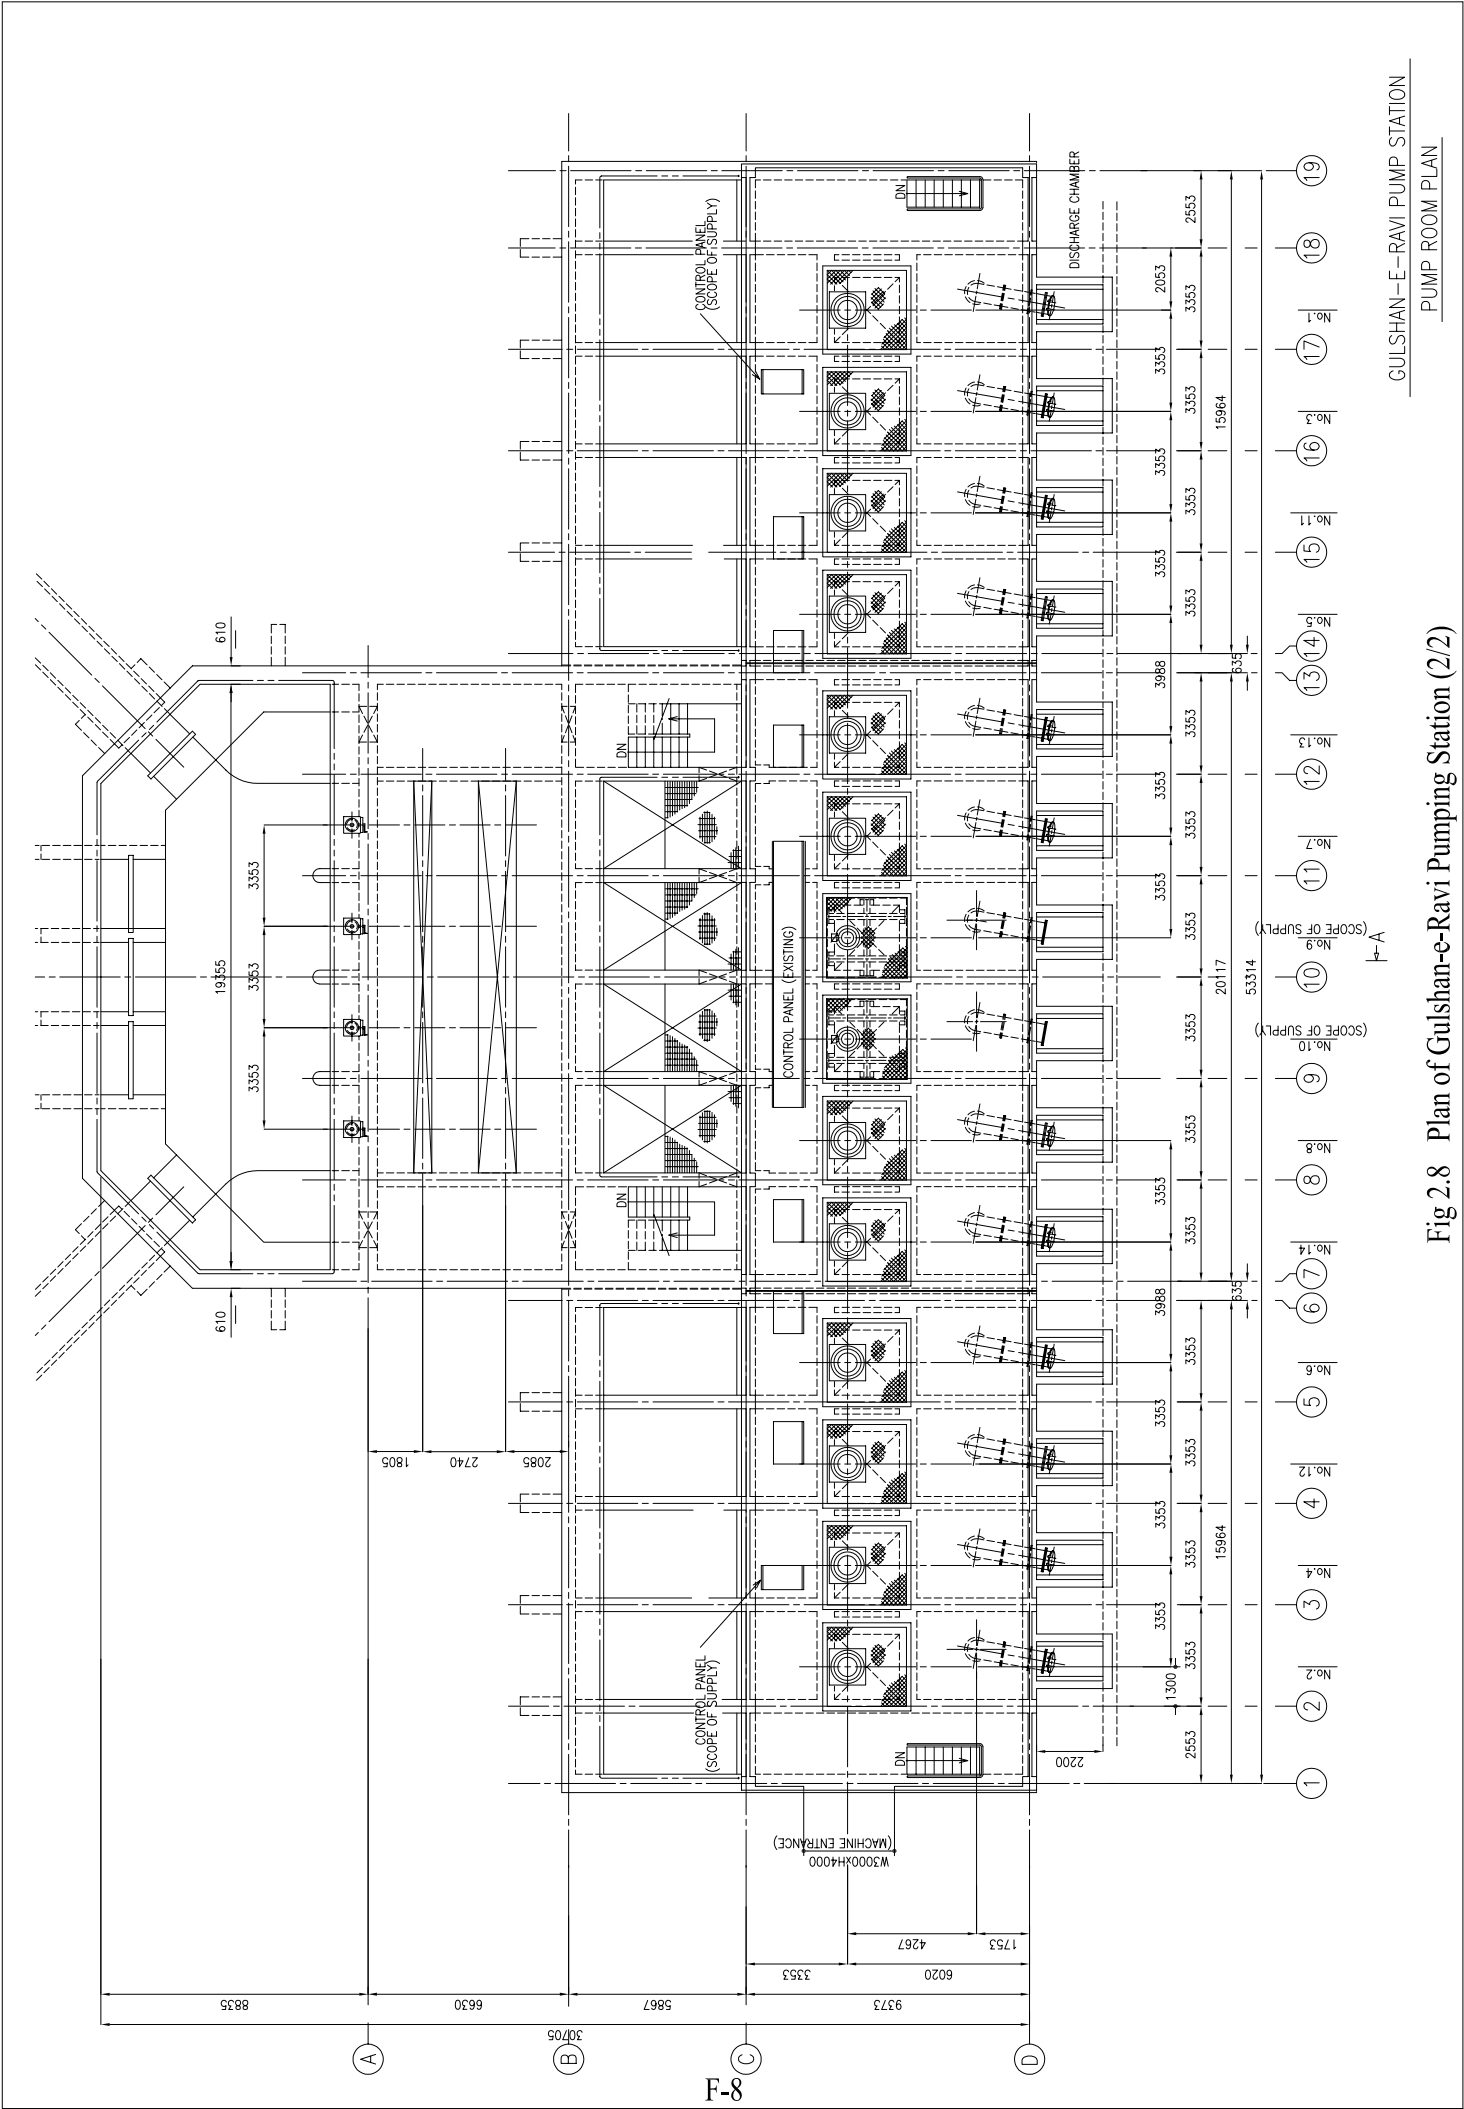 GULSHAN-E-RAVI PUMP STATION
PUMP ROOM PLAN
Fig 2.8 Plan of Gulshan-e-Ravi Pumping Station (2/2)
F-8
DISCHARGE CHAMBER
CONTROL PANEL
(SCOPE OF SUPPLY)
CONTROL PANEL
(SCOPE OF SUPPLY)
CONTROL PANEL (EXISTING)
W3000xH4000
(MACHINE ENTRANCE)
DN
DN
DN
DN
610
610
19355
3353
3353
3353
1805
2740
2085
8835
6630
5867
9373
30705
3353
6020
4267
1753
2200
A
B
C
D
1300
3353
3353
3353
3988
3353
3353
3353
3988
3353
3353
3353
2053
2553
3353
3353
3353
3353
3353
3353
3353
3353
3353
3353
3353
3353
3353
3353
2553
15964
635
20117
635
15964
53314
No.2
No.4
No.12
No.6
No.14
No.8
No.10
(SCOPE OF SUPPLY)
No.9
(SCOPE OF SUPPLY)
No.7
No.13
No.5
No.11
No.3
No.1
A
1
2
3
4
5
6
7
8
9
10
11
12
13
14
15
16
17
18
19